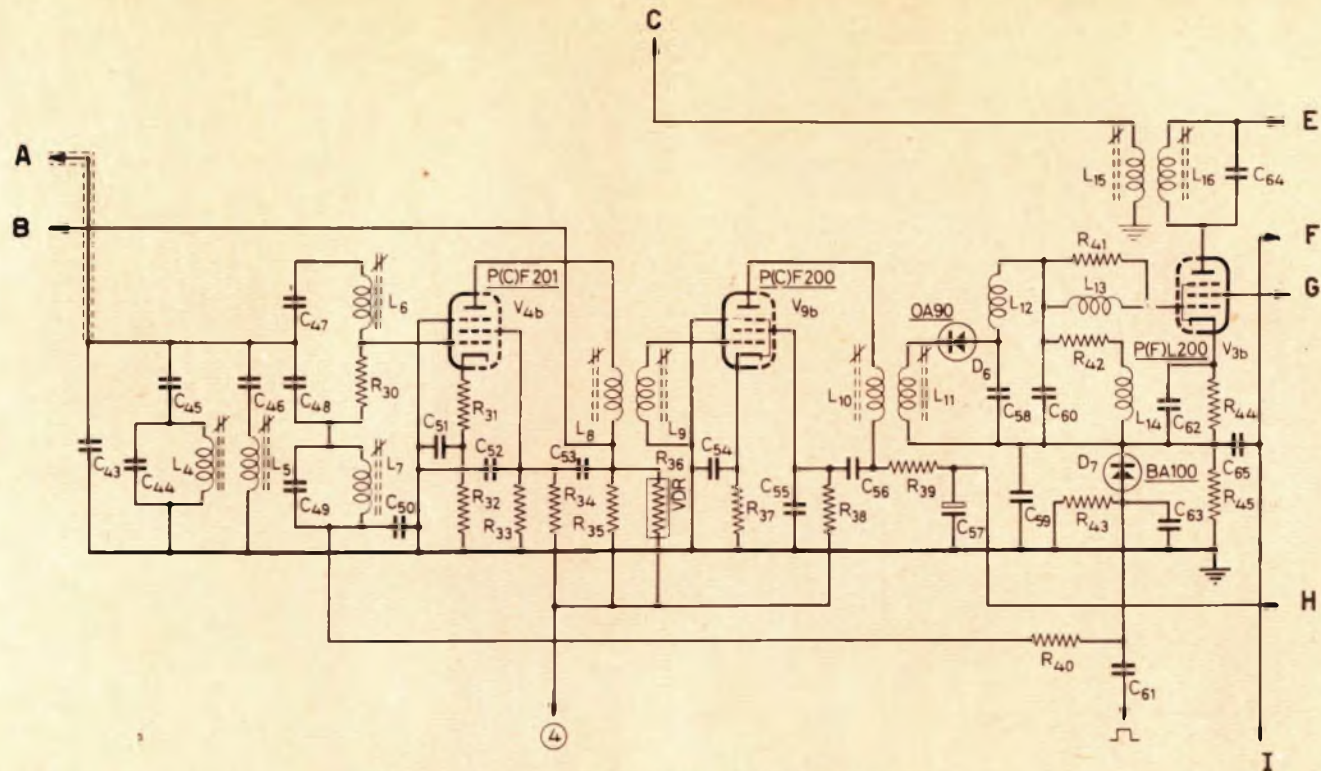 C
A
E
L15
L16
C64
B
F
R41
P(C)F201
P(C)F200
L13
G
C47
L6
V4b
V9b
OA90
L12
R42
P(F)L200
V3b
D6
C45
C46
C48
R30
R31
L8
L9
L10
L11
C58
C60
L14
C62
R44
C43
C44
L4
L5
L7
C51
C52
C53
R36
C54
C56
D7
BA100
C65
C49
C50
R32
R33
R34
R35
VDR
R37
C55
R38
R39
C57
C59
R43
C63
R45
H
R40
C61
4
I